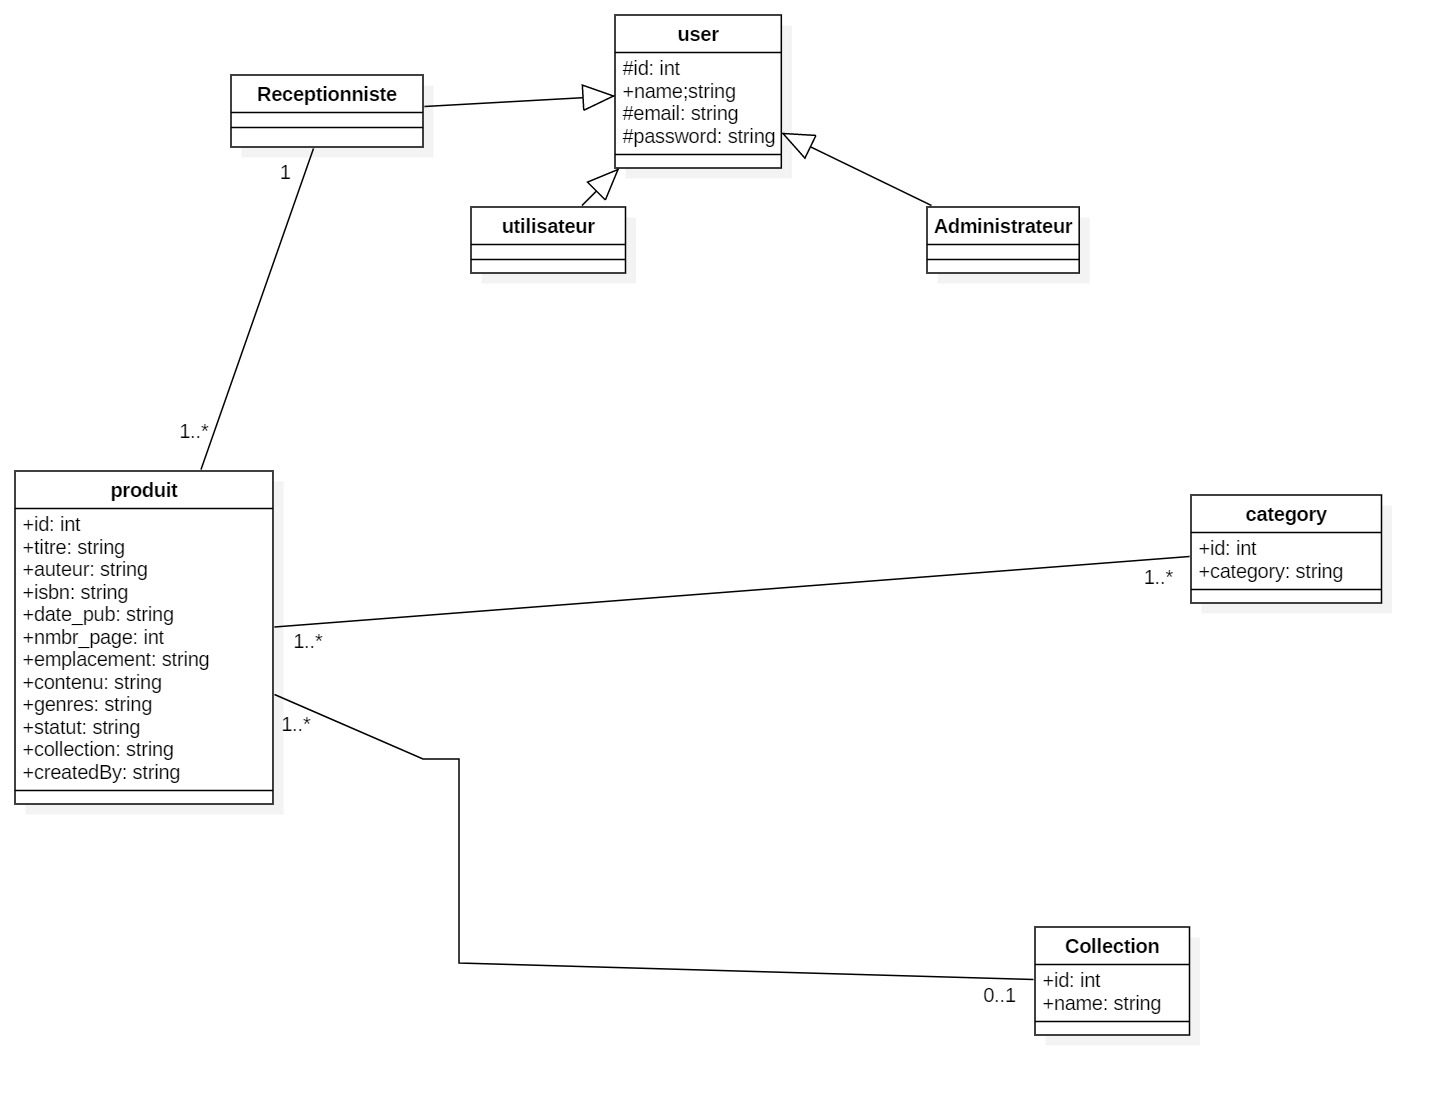 user
#id: int
+name;string
#email: string
#password: string
Receptionniste
1
utilisateur
Administrateur
1..*
produit
+id: int
+titre: string
+auteur: string
+isbn: string
+date_pub: string
+nmbr_page: int
+emplacement: string
+contenu: string
+genres: string
+statut: string
+collection: string
+createdBy: string
1..*
1..*
category
+id: int
+category: string
1..*
0..1
Collection
+id: int
+name: string